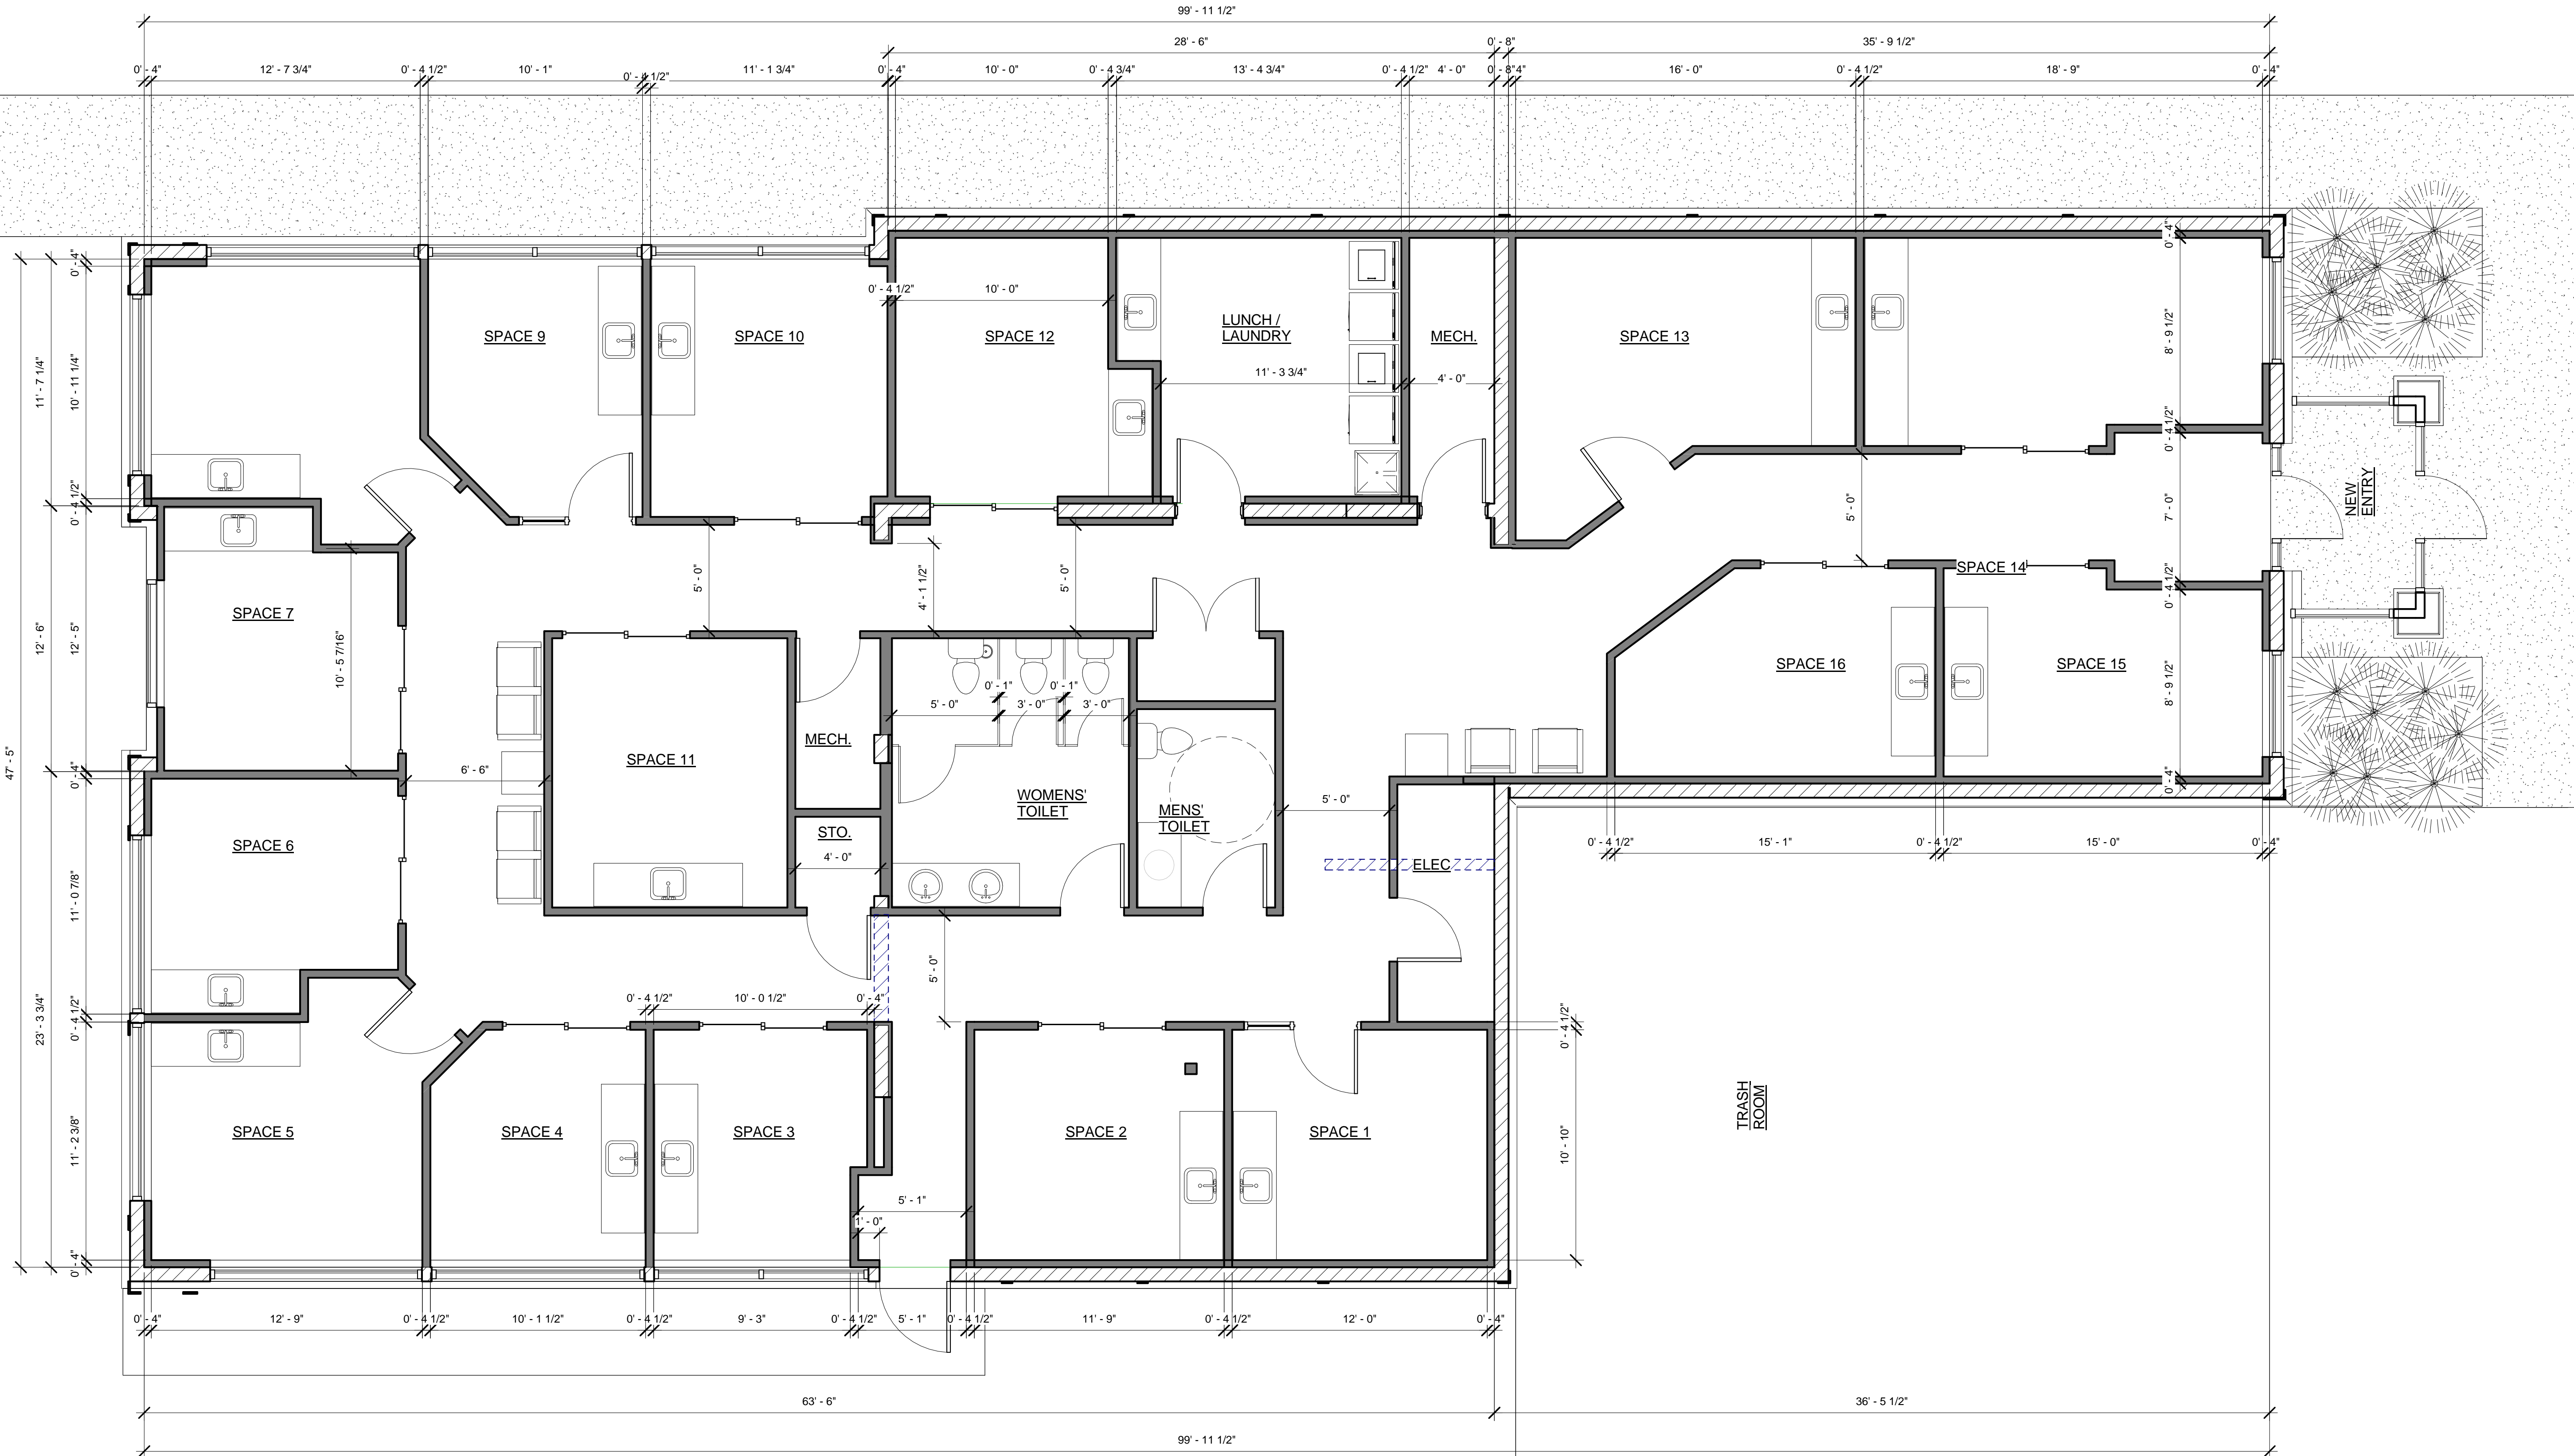 99' - 11 1/2"
28' - 6"
0' - 8"
35' - 9 1/2"
0' - 4"
12' - 7 3/4"
0' - 4 1/2"
10' - 1"
0' - 4 1/2"
11' - 1 3/4"
0' - 4"
10' - 0"
0' - 4 3/4"
13' - 4 3/4"
0' - 4 1/2"
4' - 0"
0' - 8"
4"
16' - 0"
0' - 4 1/2"
18' - 9"
0' - 4"
0' - 4"
11' - 7 1/4"
10' - 11 1/4"
0' - 4 1/2"
12' - 6"
12' - 5"
47' - 5"
0' - 4"
11' - 0 7/8"
0' - 4 1/2"
23' - 3 3/4"
11' - 2 3/8"
0' - 4"
SPACE 9
SPACE 10
0' - 4 1/2"
10' - 0"
SPACE 12
LUNCH /
LAUNDRY
11' - 3 3/4"
MECH.
4' - 0"
SPACE 13
0' - 4"
8' - 9 1/2"
0' - 4 1/2"
7' - 0"
0' - 4 1/2"
8' - 9 1/2"
0' - 4"
NEW
ENTRY
5' - 0"
4' - 1 1/2"
5' - 0"
5' - 0"
SPACE 14
SPACE 7
10' - 5 7/16"
6' - 6"
SPACE 11
MECH.
5' - 0"
0' - 1"
3' - 0"
0' - 1"
3' - 0"
WOMENS'
TOILET
MENS'
TOILET
5' - 0"
SPACE 16
SPACE 15
STO.
4' - 0"
SPACE 6
ELEC
0' - 4 1/2"
15' - 1"
0' - 4 1/2"
15' - 0"
0' - 4"
5' - 0"
0' - 4 1/2"
10' - 0 1/2"
0' - 4"
0' - 4 1/2"
10' - 10"
SPACE 5
SPACE 4
SPACE 3
SPACE 2
SPACE 1
TRASH
ROOM
5' - 1"
1' - 0"
0' - 4"
12' - 9"
0' - 4 1/2"
10' - 1 1/2"
0' - 4 1/2"
9' - 3"
0' - 4 1/2"
5' - 1"
0' - 4 1/2"
11' - 9"
0' - 4 1/2"
12' - 0"
0' - 4"
63' - 6"
36' - 5 1/2"
99' - 11 1/2"